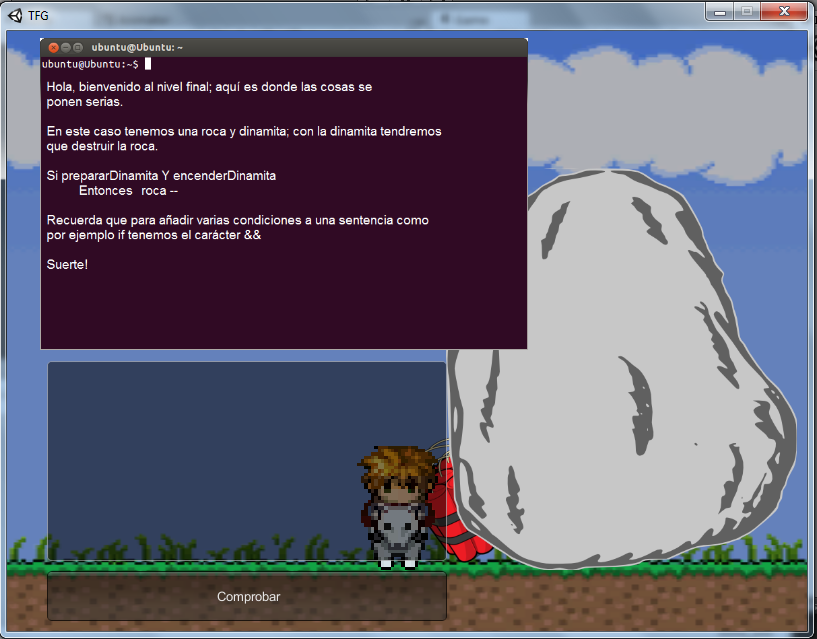 TFG
ubuntu@Ubuntu: ~
ubuntu@Ubuntu:~$
Hola, bienvenido al nivel final; aquí es donde las cosas se
ponen serias.
En este caso tenemos una roca y dinamita; con la dinamita tendremos
que destruir la roca.
Si prepararDinamita Y encenderDinamita
Entonces roca --
Recuerda que para añadir varias condiciones a una sentencia como
por ejemplo if tenemos el carácter &&
Suerte!
Comprobar